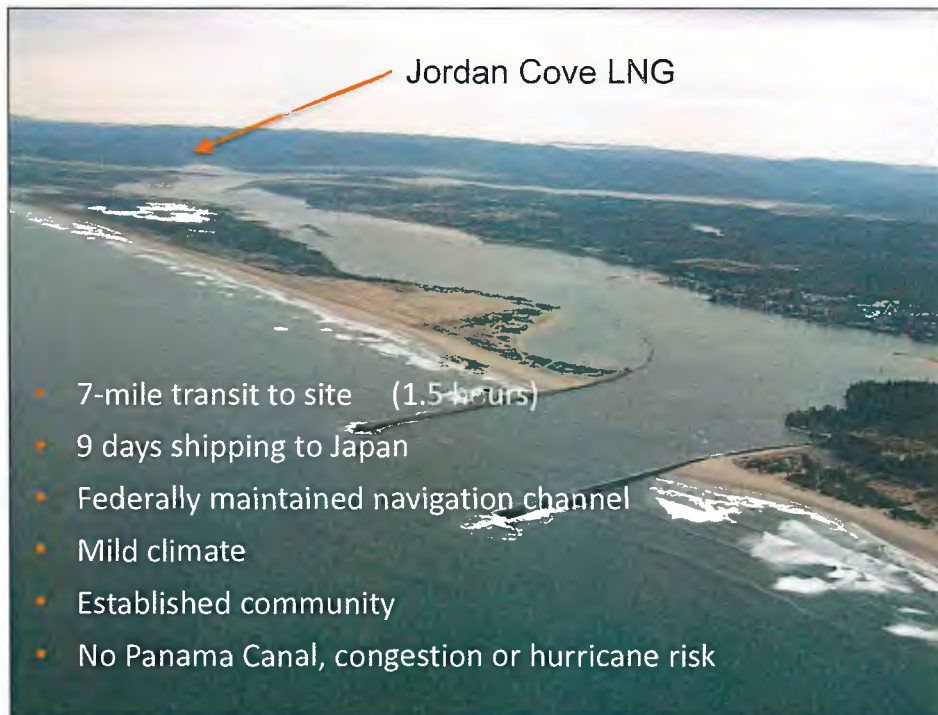 Jordan Cove LNG
• 7-mile transit to site (1.5 hours)
• 9 days shipping to Japan
• Federally maintained navigation channel
• Mild climate
• Established community
• No Panama Canal, congestion or hurricane risk